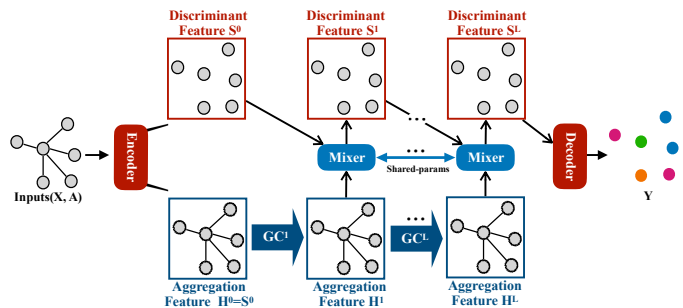 Discriminant
Feature S⁰
Discriminant
Feature S¹
Discriminant
Feature Sᴸ
Encoder
Inputs(X, A)
Mixer
...
...
Shared-params
Mixer
Decoder
Y
GC¹
...
GCᴸ
Aggregation
Feature H⁰=S⁰
Aggregation
Feature H¹
Aggregation
Feature Hᴸ